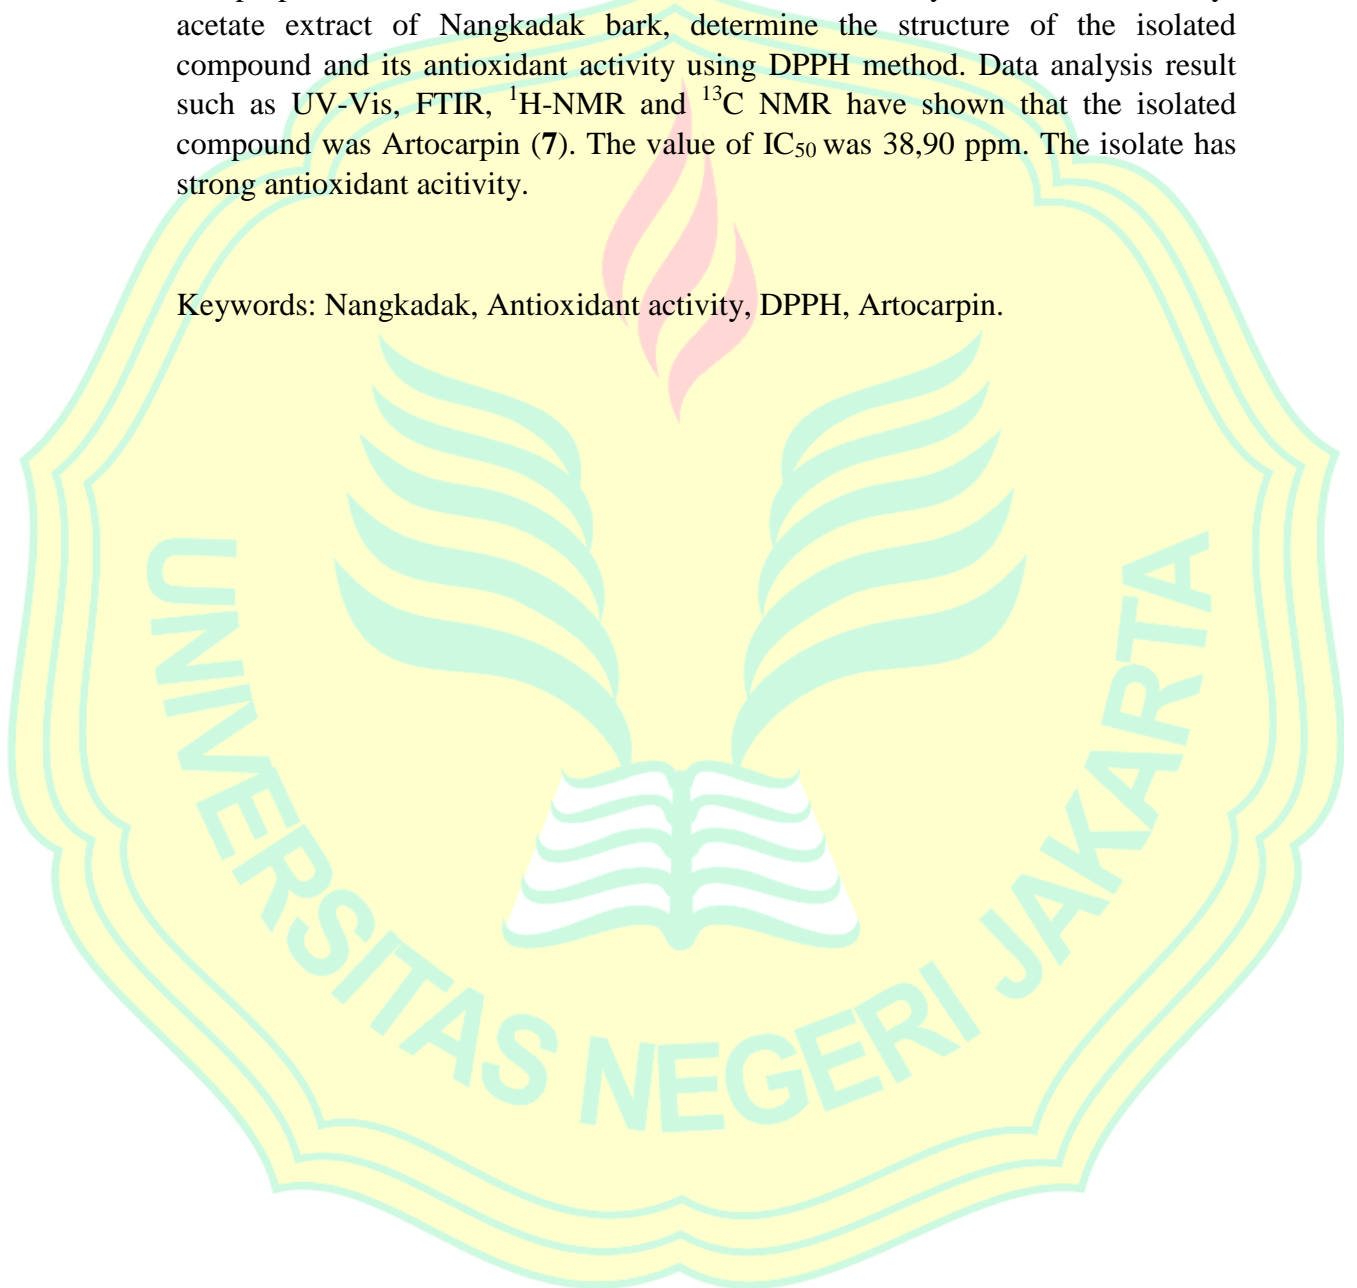 acetate extract of Nangkadak bark, determine the structure of the isolated
compound and its antioxidant activity using DPPH method. Data analysis result
such as UV-Vis, FTIR, ¹H-NMR and ¹³C NMR have shown that the isolated
compound was Artocarpin (7). The value of IC₅₀ was 38,90 ppm. The isolate has
strong antioxidant acitivity.
Keywords: Nangkadak, Antioxidant activity, DPPH, Artocarpin.
UNIVERSITAS NEGERI JAKARTA